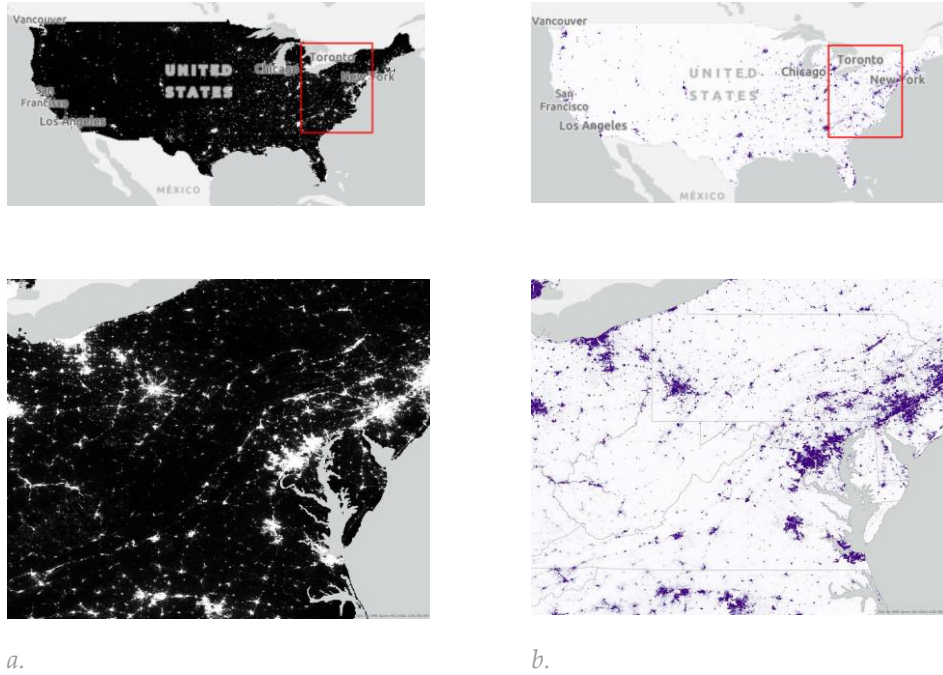 Vancouver
UNITED
STATES
Toronto
Chicago
New York
San
Francisco
Los Angeles
MÉXICO
Vancouver
UNITED
STATES
Toronto
Chicago
New York
San
Francisco
Los Angeles
MÉXICO
a.
b.